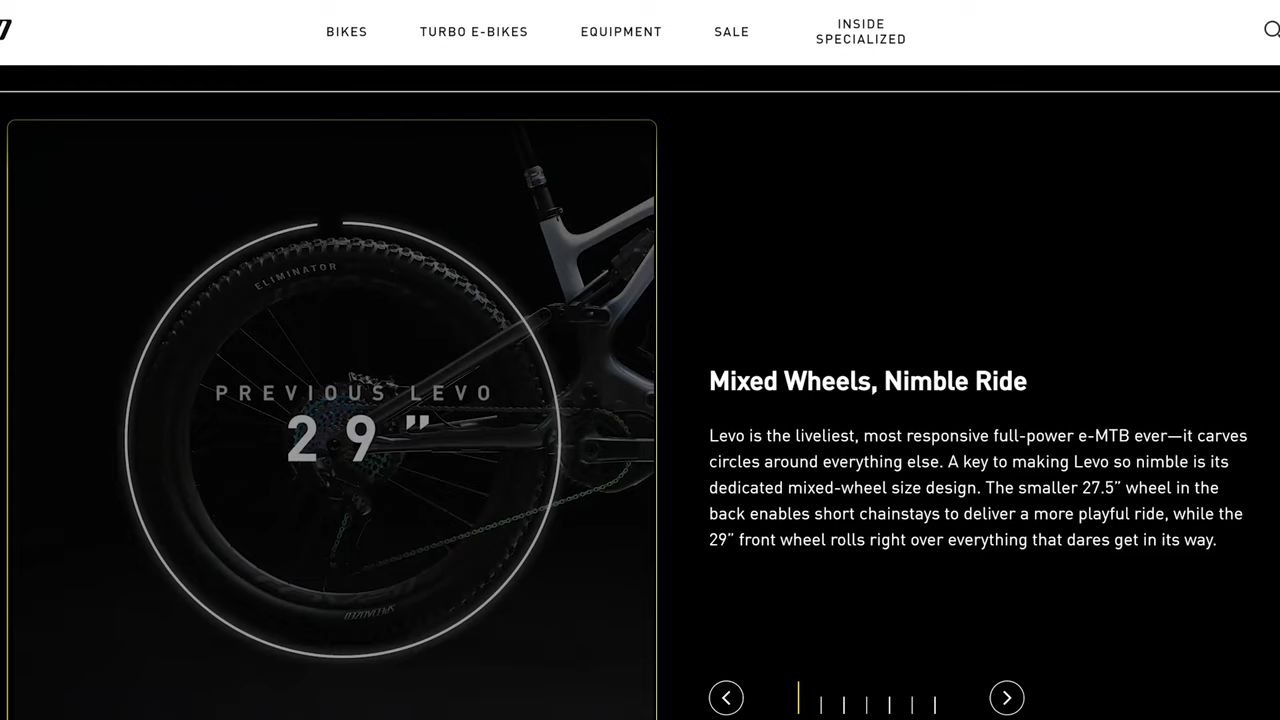 BIKES
TURBO E-BIKES
EQUIPMENT
SALE
INSIDE
SPECIALIZED
ELIMINATOR
PREVIOUS LEVO
29”
SPECIALIZED
Mixed Wheels, Nimble Ride
Levo is the liveliest, most responsive full-power e-MTB ever—it carves
circles around everything else. A key to making Levo so nimble is its
dedicated mixed-wheel size design. The smaller 27.5” wheel in the
back enables short chainstays to deliver a more playful ride, while the
29” front wheel rolls right over everything that dares get in its way.